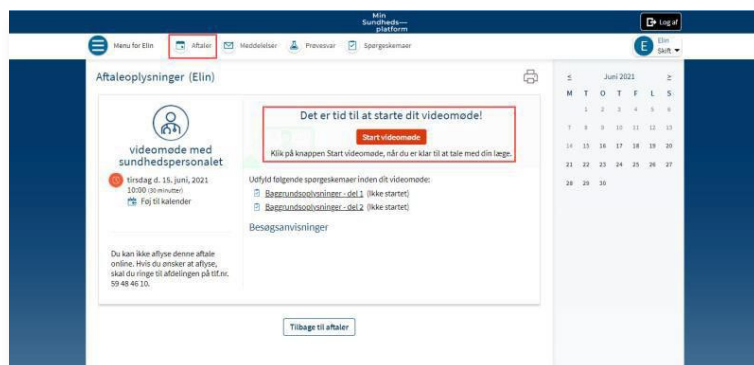 Min
Sundheds—
platform
Log af
Menu for Elin
Aftaler
Meddelelser
Prøvesvar
Spørgeskemaer
E
Elin
Skift
Aftaleoplysninger (Elin)
videomøde med
sundhedspersonalet
tirsdag d. 15. juni, 2021
10:00 (30 minutter)
Føj til kalender
Du kan ikke aflyse denne aftale
online. Hvis du ønsker at aflyse,
skal du ringe til afdelingen på tlf.nr.
59 48 46 10.
Det er tid til at starte dit videomøde!
Start videomøde
Klik på knappen Start videomøde, når du er klar til at tale med din læge.
Udfyld følgende spørgeskemaer inden dit videomøde:
Baggrundsoplysninger - del 1 (Ikke startet)
Baggrundsoplysninger - del 2 (Ikke startet)
Besøgsanvisninger
Tilbage til aftaler
≤ Juni 2021 ≥
M T O T F L S
1 2 3 4 5 6
7 8 9 10 11 12 13
14 15 16 17 18 19 20
21 22 23 24 25 26 27
28 29 30